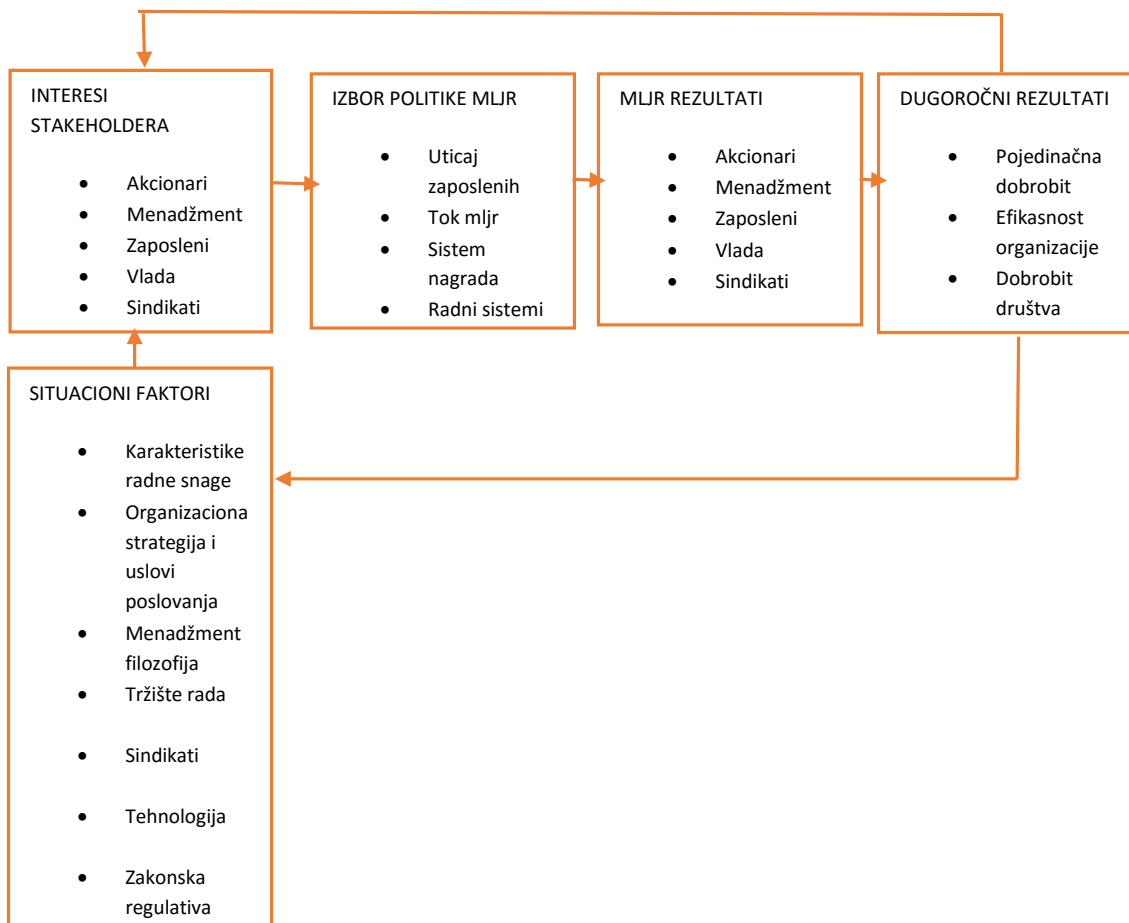 INTERESI
STAKEHOLDERA
• Akcionari
• Menadžment
• Zaposleni
• Vlada
• Sindikati
IZBOR POLITIKE MLJR
• Uticaj
zaposlenih
• Tok mljr
• Sistem
nagrada
• Radni sistemi
MLJR REZULTATI
• Akcionari
• Menadžment
• Zaposleni
• Vlada
• Sindikati
DUGOROČNI REZULTATI
• Pojedinačna
dobrobit
• Efikasnost
organizacije
• Dobrobit
društva
SITUACIONI FAKTORI
• Karakteristike
radne snage
• Organizaciona
strategija i
uslovi
poslovanja
• Menadžment
filozofija
• Tržište rada
• Sindikati
• Tehnologija
• Zakonska
regulativa